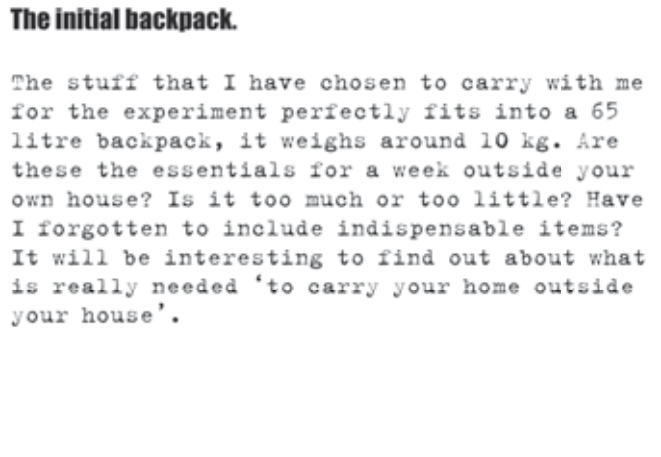 The initial backpack.
The stuff that I have chosen to carry with me
for the experiment perfectly fits into a 65
litre backpack, it weighs around 10 kg. Are
these the essentials for a week outside your
own house? Is it too much or too little? Have
I forgotten to include indispensable items?
It will be interesting to find out about what
is really needed ‘to carry your home outside
your house’.